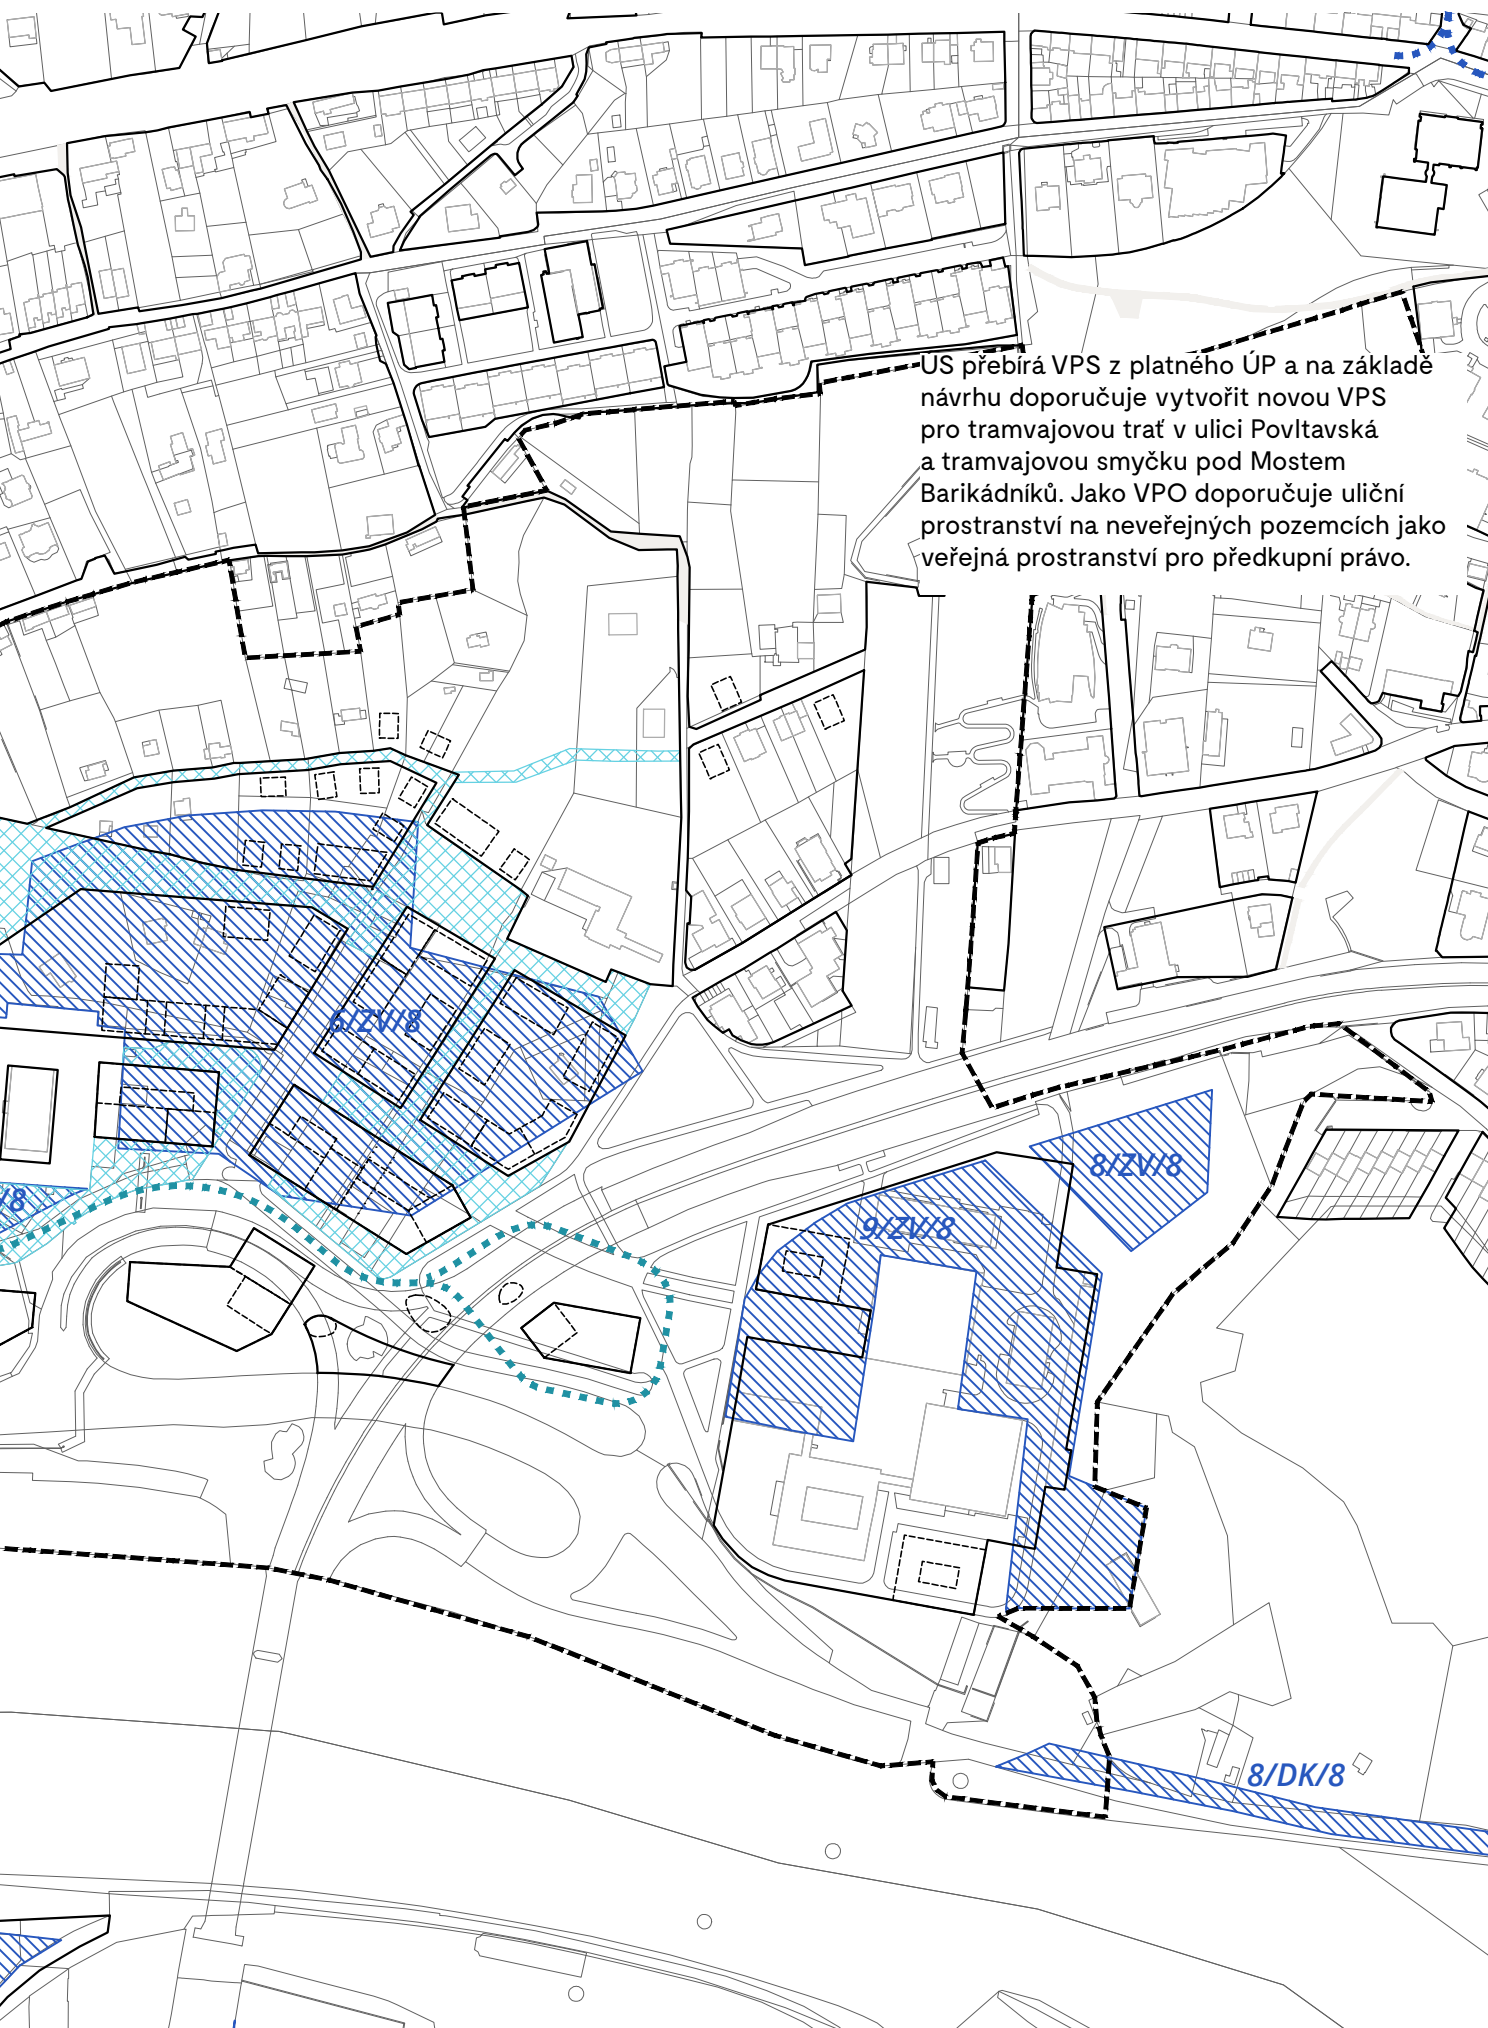 ÚS přebírá VPS z platného ÚP a na základě
návrhu doporučuje vytvořit novou VPS
pro tramvajovou trať v ulici Povltavská
a tramvajovou smyčku pod Mostem
Barikádníků. Jako VPO doporučuje uliční
prostranství na neveřejných pozemcích jako
veřejná prostranství pro předkupní právo.
6/ZV/8
8/ZV/8
/8
9/ZV/8
8/DK/8